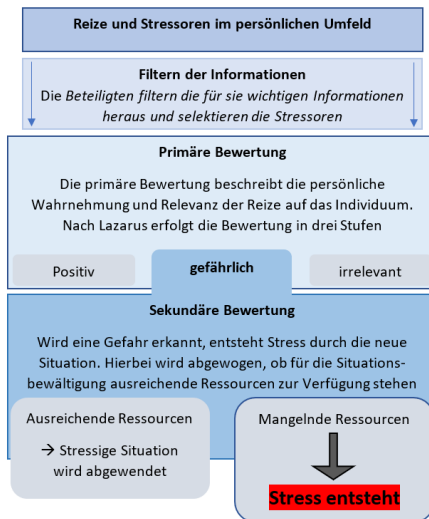 Reize und Stressoren im persönlichen Umfeld
Filtern der Informationen
Die Beteiligten filtern die für sie wichtigen Informationen
heraus und selektieren die Stressoren
Primäre Bewertung
Die primäre Bewertung beschreibt die persönliche
Wahrnehmung und Relevanz der Reize auf das Individuum.
Nach Lazarus erfolgt die Bewertung in drei Stufen
Positiv
gefährlich
irrelevant
Sekundäre Bewertung
Wird eine Gefahr erkannt, entsteht Stress durch die neue
Situation. Hierbei wird abgewogen, ob für die Situations-
bewältigung ausreichende Ressourcen zur Verfügung stehen
Ausreichende Ressourcen
→ Stressige Situation
wird abgewendet
Mangelnde Ressourcen
Stress entsteht